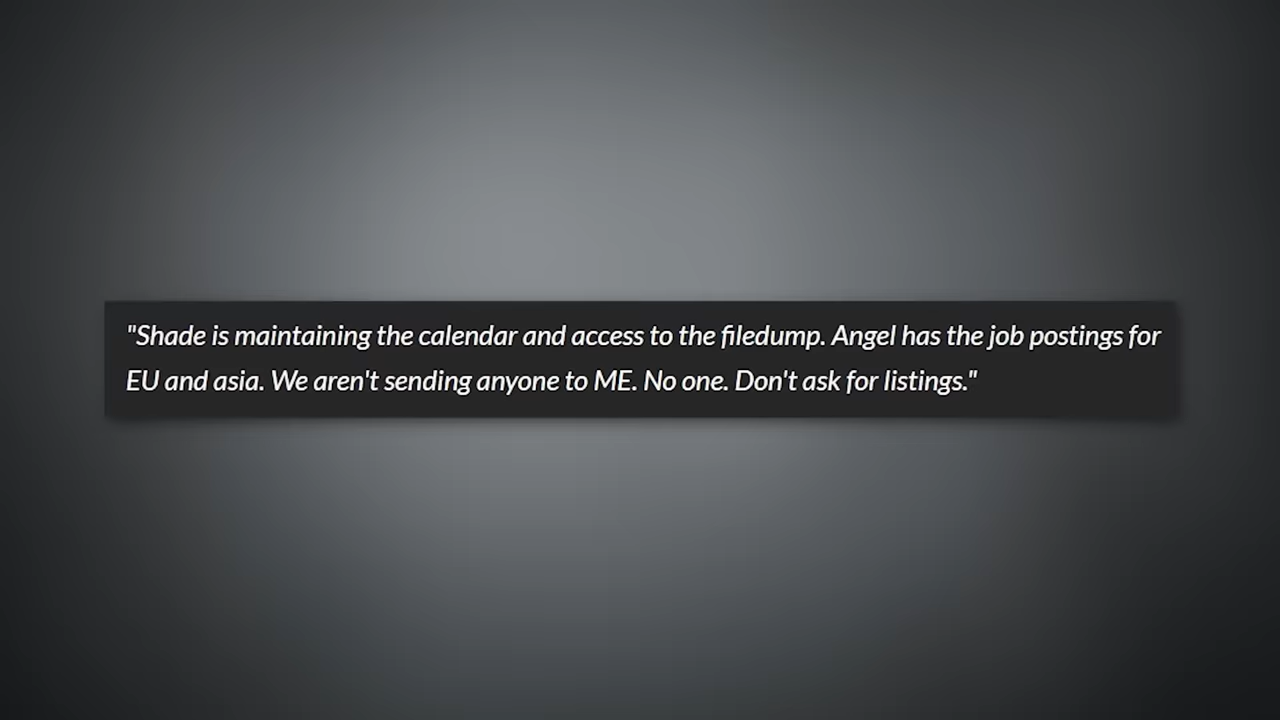 "Shade is maintaining the calendar and access to the filedump. Angel has the job postings for
EU and asia. We aren't sending anyone to ME. No one. Don't ask for listings."